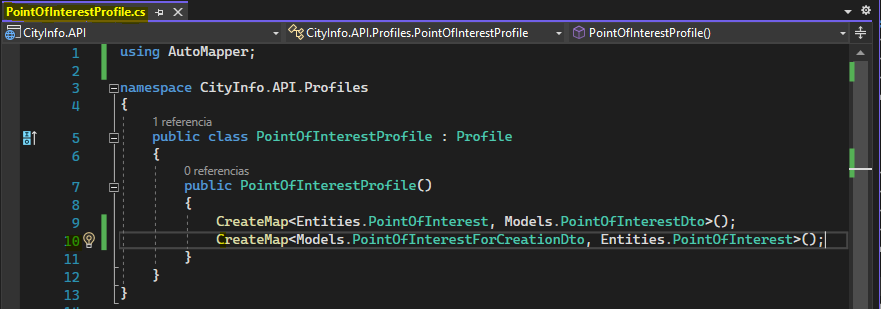 PointOfInterestProfile.cs
CityInfo.API CityInfo.API.Profiles.PointOfInterestProfile PointOfInterestProfile()
1 using AutoMapper;
2
3 namespace CityInfo.API.Profiles
4 {
1 referencia
5 public class PointOfInterestProfile : Profile
6 {
0 referencias
7 public PointOfInterestProfile()
8 {
9 CreateMap<Entities.PointOfInterest, Models.PointOfInterestDto>();
10 CreateMap<Models.PointOfInterestForCreationDto, Entities.PointOfInterest>();
11 }
12 }
13 }